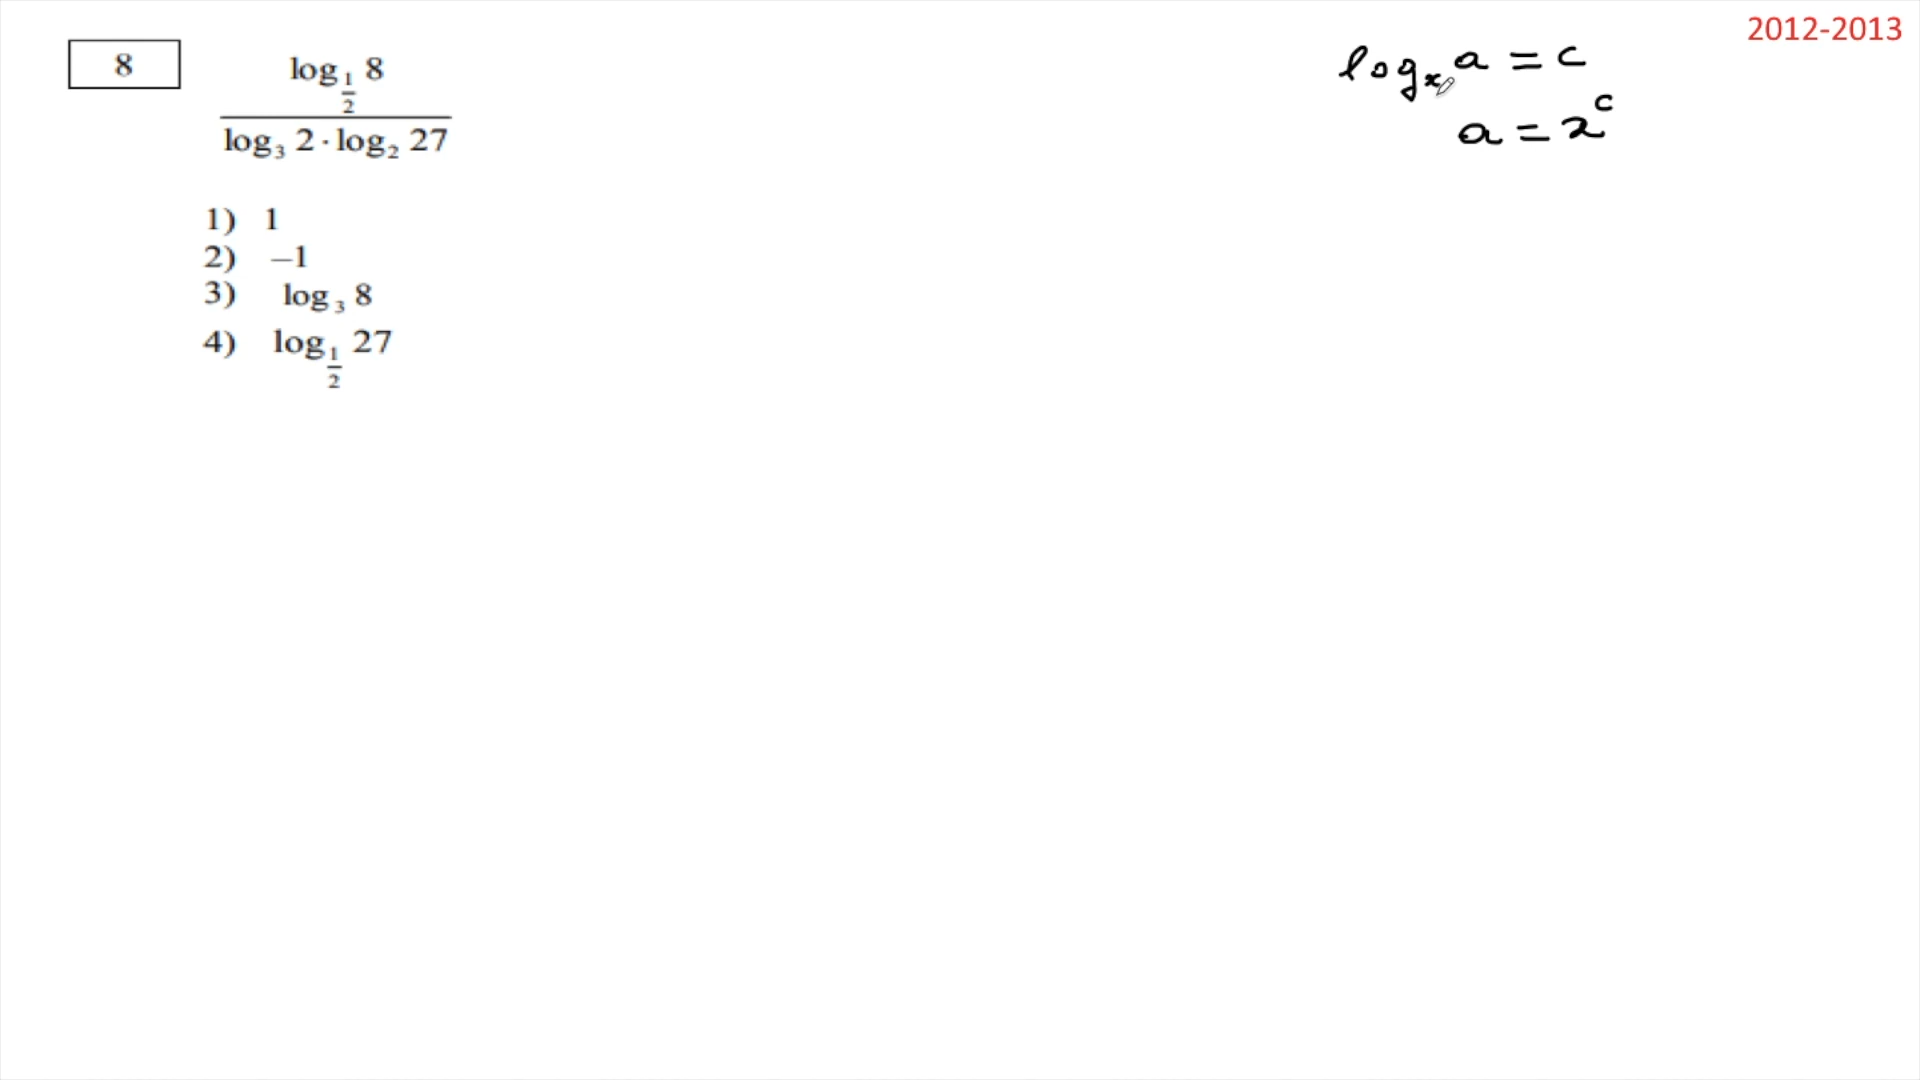 2012-2013
8
log_{1/2} 8
log_3 2 · log_2 27
1) 1
2) −1
3) log_3 8
4) log_{1/2} 27
log_x a = c
a = x^c